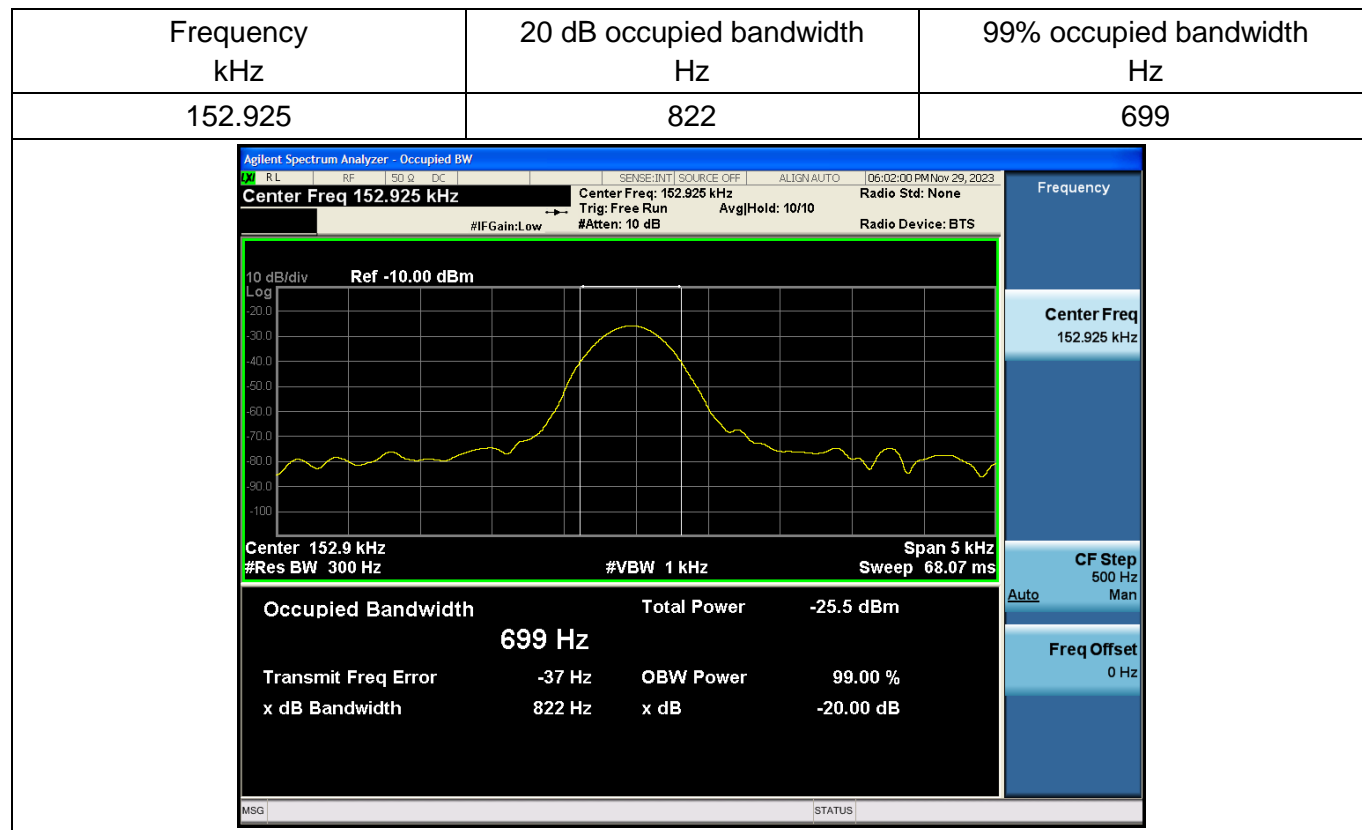 Frequency
kHz
20 dB occupied bandwidth
Hz
99% occupied bandwidth
Hz
152.925
822
699
Agilent Spectrum Analyzer - Occupied BW
LXI RL RF 50 Ω DC SENSE:INT SOURCE OFF ALIGN AUTO 06:02:00 PM Nov 29, 2023
Center Freq 152.925 kHz
Center Freq: 152.925 kHz
Radio Std: None
Trig: Free Run Avg|Hold: 10/10
#IFGain:Low
#Atten: 10 dB
Radio Device: BTS
10 dB/div Ref -10.00 dBm
Log
-20.0
-30.0
-40.0
-50.0
-60.0
-70.0
-80.0
-90.0
-100
Center 152.9 kHz Span 5 kHz
#Res BW 300 Hz #VBW 1 kHz Sweep 68.07 ms
Occupied Bandwidth Total Power -25.5 dBm
699 Hz
Transmit Freq Error -37 Hz OBW Power 99.00 %
x dB Bandwidth 822 Hz x dB -20.00 dB
Frequency
Center Freq
152.925 kHz
CF Step
500 Hz
Auto Man
Freq Offset
0 Hz
MSG STATUS